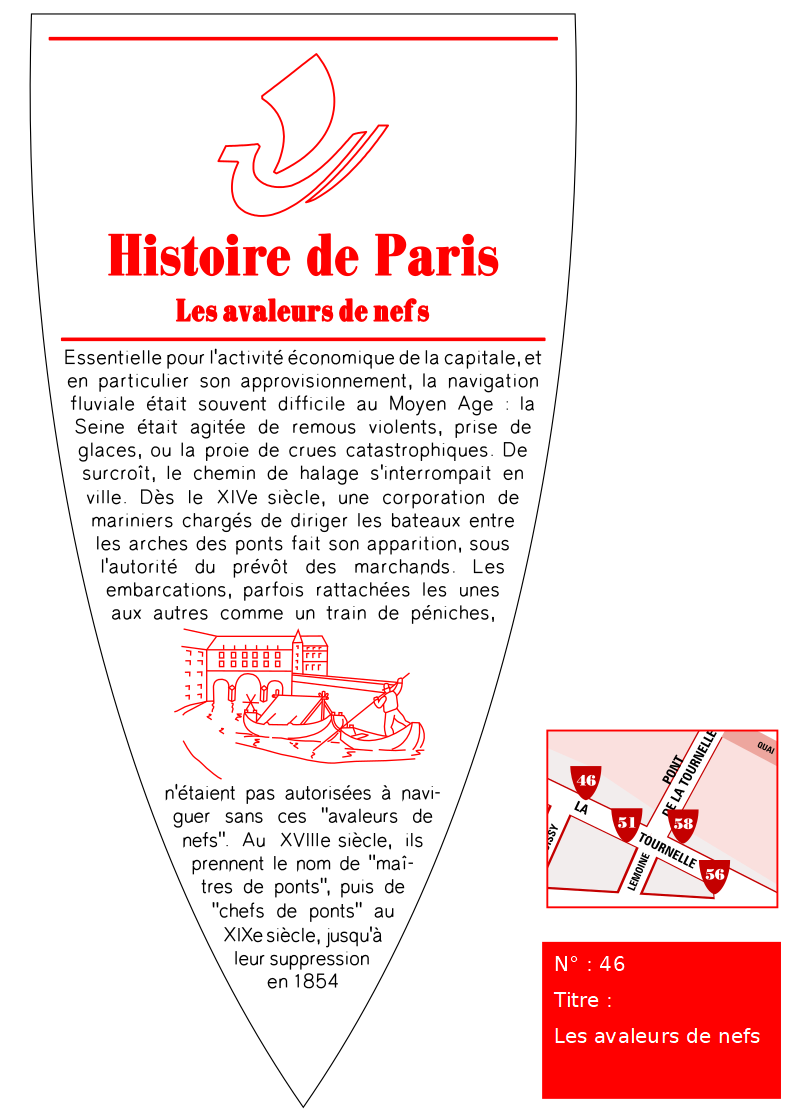 Histoire de Paris
Les avaleurs de nefs
Essentielle pour l'activité économique de la capitale, et
en particulier son approvisionnement, la navigation
fluviale était souvent difficile au Moyen Age : la
Seine était agitée de remous violents, prise de
glaces, ou la proie de crues catastrophiques. De
surcroît, le chemin de halage s'interrompait en
ville. Dès le XIVe siècle, une corporation de
mariniers chargés de diriger les bateaux entre
les arches des ponts fait son apparition, sous
l'autorité du prévôt des marchands. Les
embarcations, parfois rattachées les unes
aux autres comme un train de péniches,
n'étaient pas autorisées à navi-
guer sans ces "avaleurs de
nefs". Au XVIIIe siècle, ils
prennent le nom de "maî-
tres de ponts", puis de
"chefs de ponts" au
XIXe siècle, jusqu'à
leur suppression
en 1854
QUAI
PONT
DE LA TOURNELLE
46
LA
51
58
TOURNELLE
56
LEMOINE
ISSY
N° : 46
Titre :
Les avaleurs de nefs